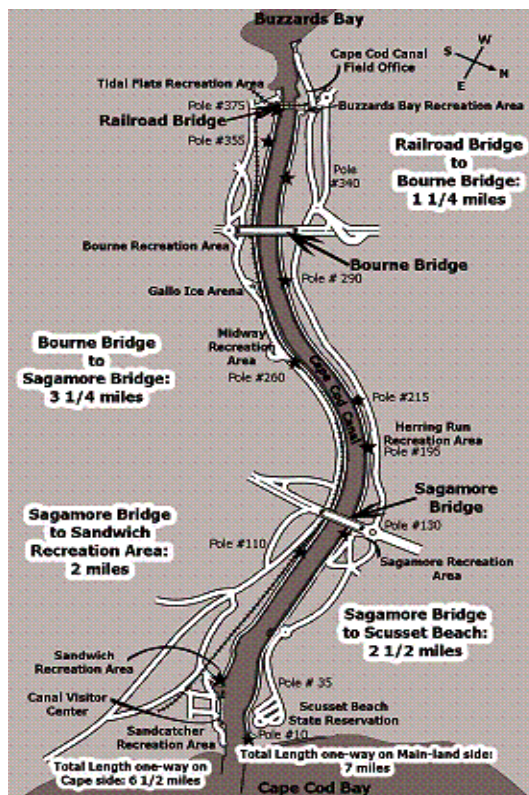 Buzzards Bay
Cape Cod Canal
Field Office
W
S
N
E
Tidal Flats Recreation Area
Pole #375
Buzzards Bay Recreation Area
Railroad Bridge
Pole #355
Railroad Bridge
to
Bourne Bridge:
1 1/4 miles
Pole
#340
Bourne Recreation Area
Bourne Bridge
Pole # 290
Gallo Ice Arena
Midway
Recreation
Area
Pole #260
Bourne Bridge
to
Sagamore Bridge:
3 1/4 miles
Cape Cod Canal
Pole #215
Herring Run
Recreation Area
Pole #195
Sagamore
Bridge
Sagamore Bridge
to Sandwich
Recreation Area:
2 miles
Pole #110
Pole #130
Sagamore Recreation
Area
Sagamore Bridge
to Scusset Beach:
2 1/2 miles
Sandwich
Recreation Area
Pole # 35
Canal Visitor
Center
Scusset Beach
State Reservation
Sandcatcher
Recreation Area
Pole #10
Total Length one-way on
Cape side: 6 1/2 miles
Total Length one-way on Main-land side:
7 miles
Cape Cod Bay